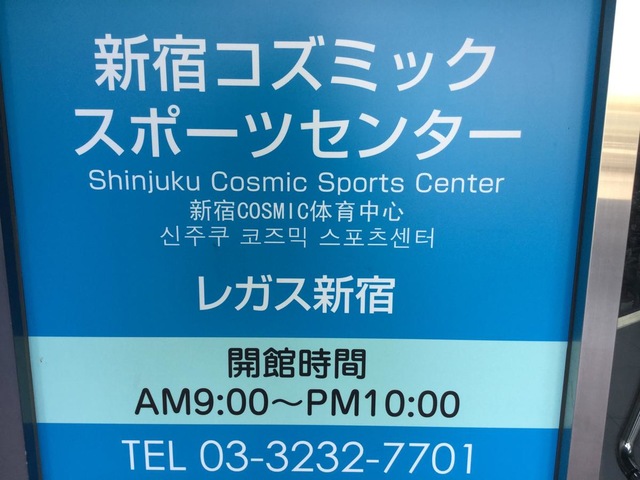 新宿コズミック
スポーツセンター
Shinjuku Cosmic Sports Center
新宿COSMIC体育中心
신주쿠 코즈믹 스포츠센터
レガス新宿
開館時間
AM9:00～PM10:00
TEL 03-3232-7701